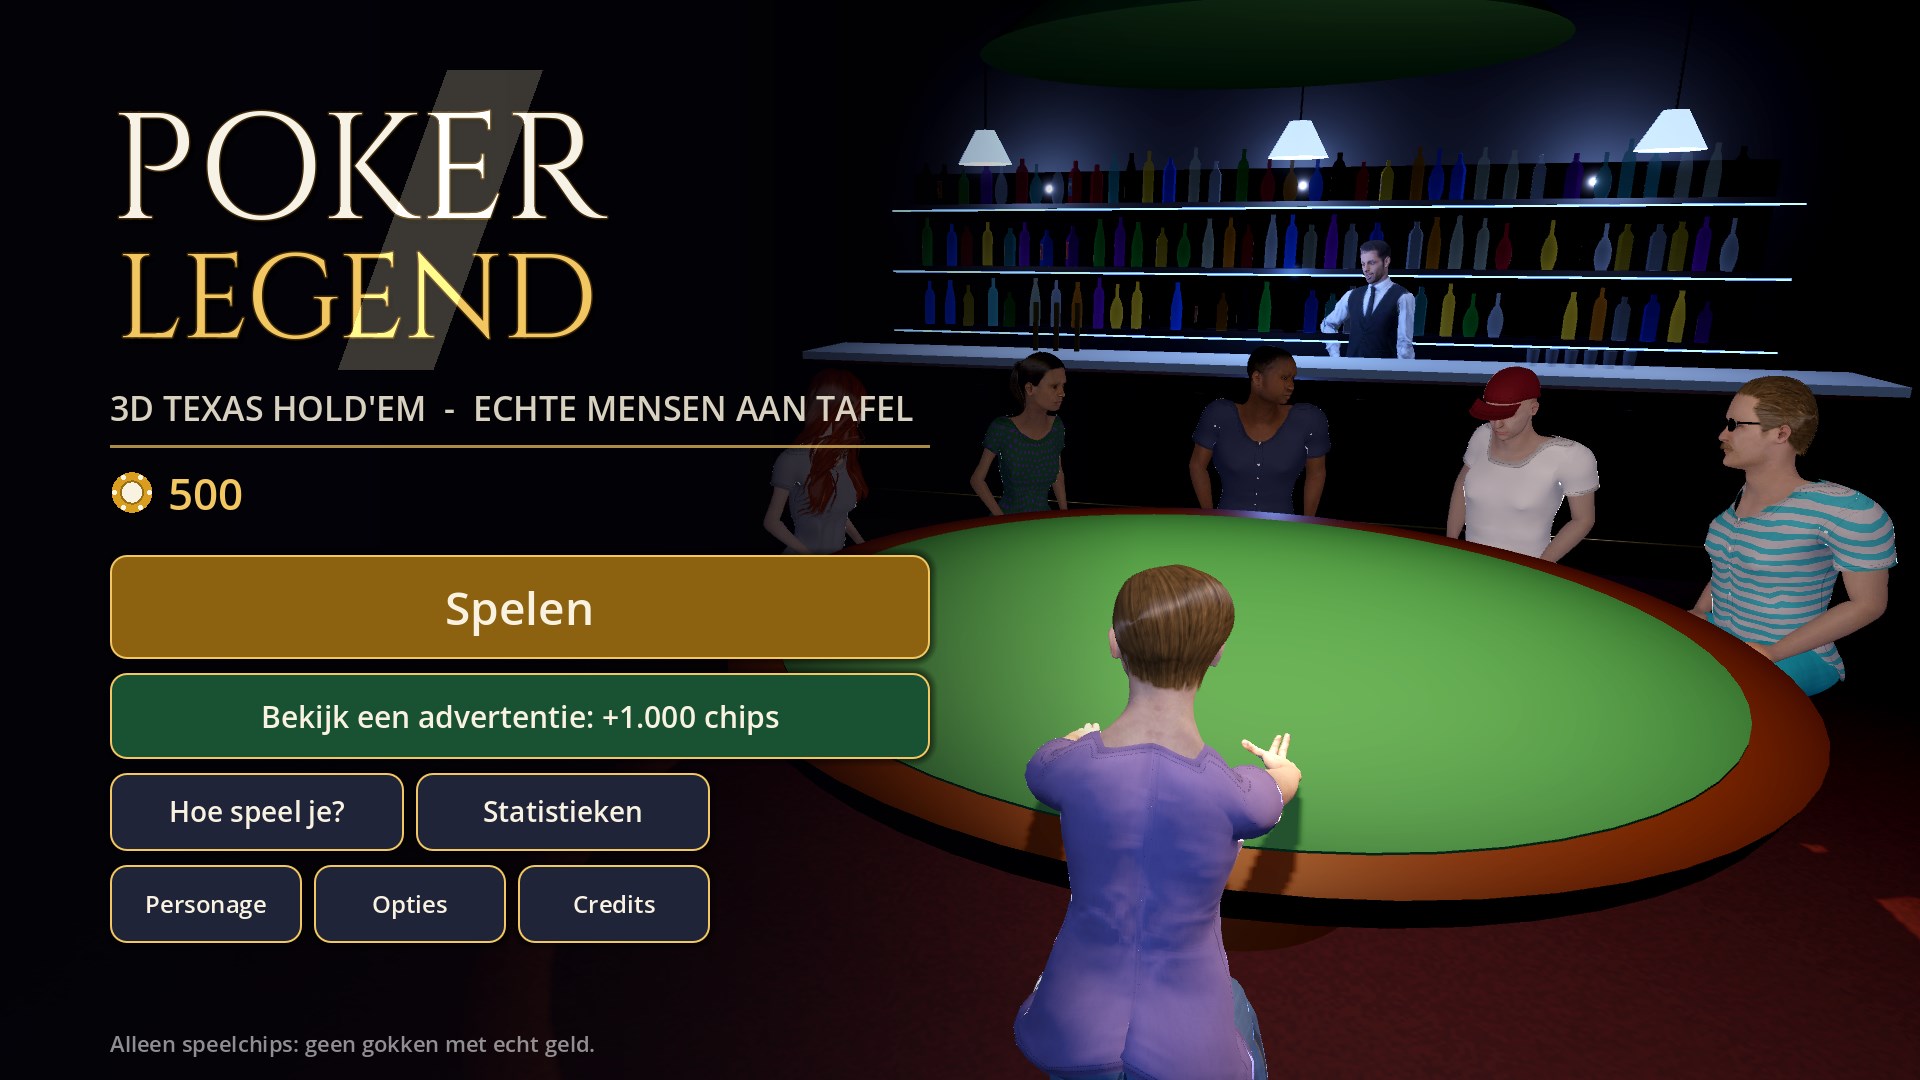 POKER
LEGEND
3D TEXAS HOLD'EM - ECHTE MENSEN AAN TAFEL
500
Spelen
Bekijk een advertentie: +1.000 chips
Hoe speel je?
Statistieken
Personage
Opties
Credits
Alleen speelchips: geen gokken met echt geld.